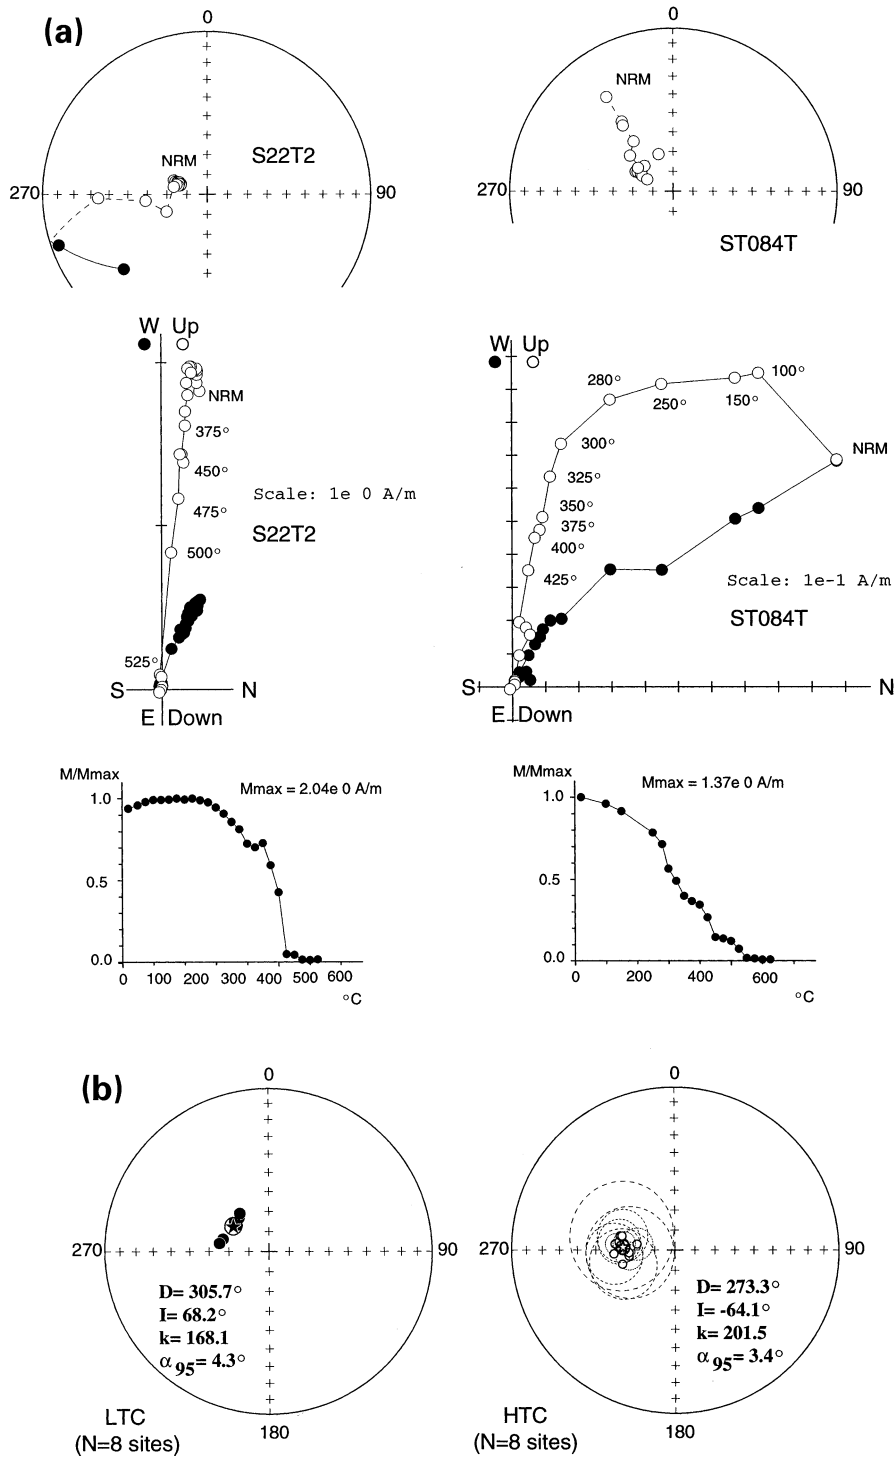 (a)
0
NRM
S22T2
270
90
0
NRM
270
90
ST084T
W Up
NRM
375°
450°
475°
500°
525°
Scale: 1e 0 A/m
S22T2
S
N
E Down
W Up
280°
250°
150°
100°
NRM
300°
325°
350°
375°
400°
425°
Scale: 1e-1 A/m
ST084T
S
N
E Down
M/Mmax
Mmax = 2.04e 0 A/m
1.0
0.5
0.0
0 100 200 300 400 500 600
°C
M/Mmax
Mmax = 1.37e 0 A/m
1.0
0.5
0.0
0 200 400 600
°C
(b)
0
270
90
D= 305.7°
I= 68.2°
k= 168.1
α95= 4.3°
LTC
(N=8 sites)
180
0
270
90
D= 273.3°
I= -64.1°
k= 201.5
α95= 3.4°
HTC
(N=8 sites)
180